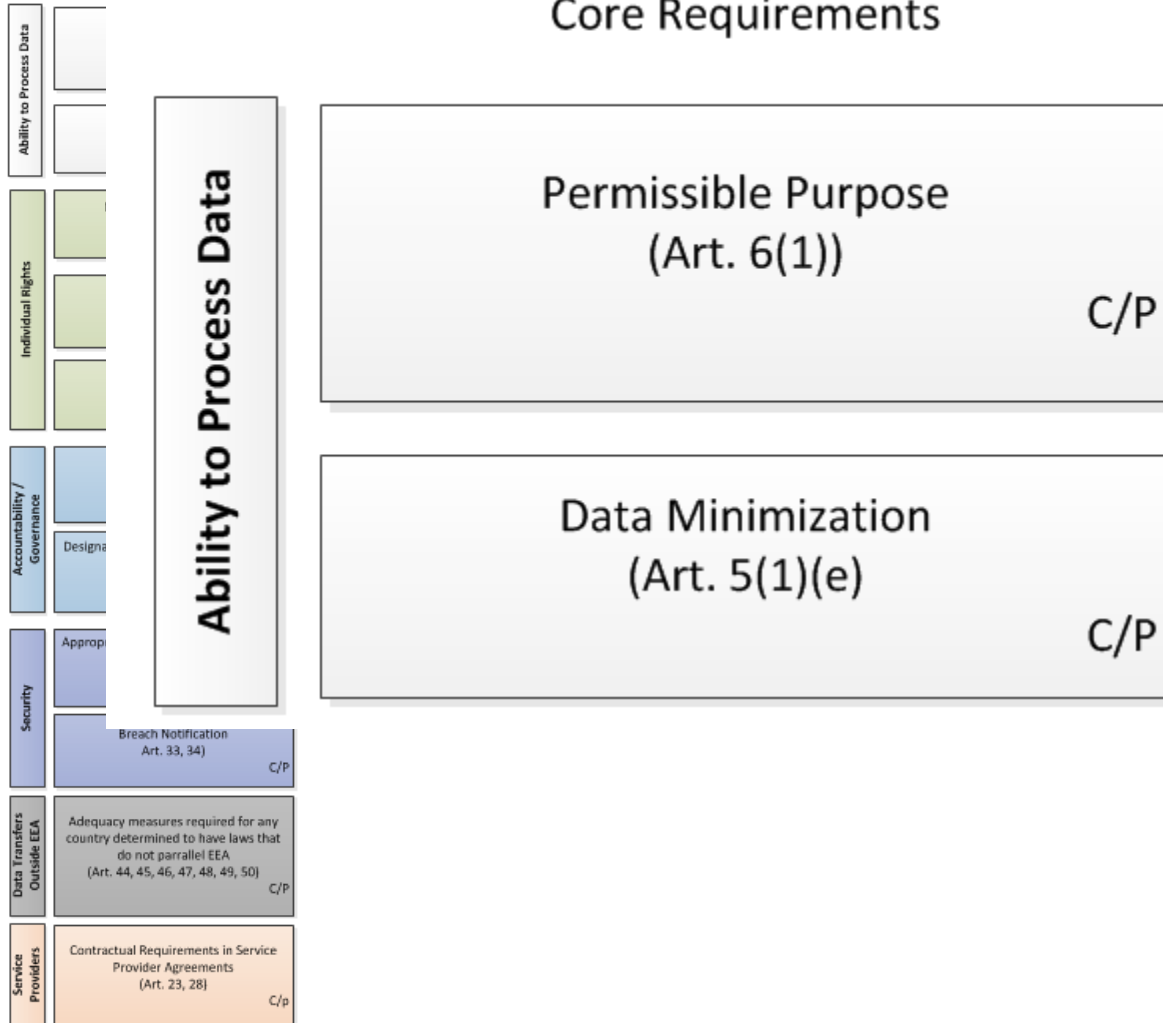 Core Requirements
Ability to Process Data
Permissible Purpose
(Art. 6(1))
C/P
Data Minimization
(Art. 5(1)(e)
C/P
Ability to Process Data
Individual Rights
Accountability /
Governance
Designa
Security
Approp
Breach Notification
Art. 33, 34)
C/P
Data Transfers
Outside EEA
Adequacy measures required for any
country determined to have laws that
do not parrallel EEA
(Art. 44, 45, 46, 47, 48, 49, 50)
C/P
Service
Providers
Contractual Requirements in Service
Provider Agreements
(Art. 23, 28)
C/p